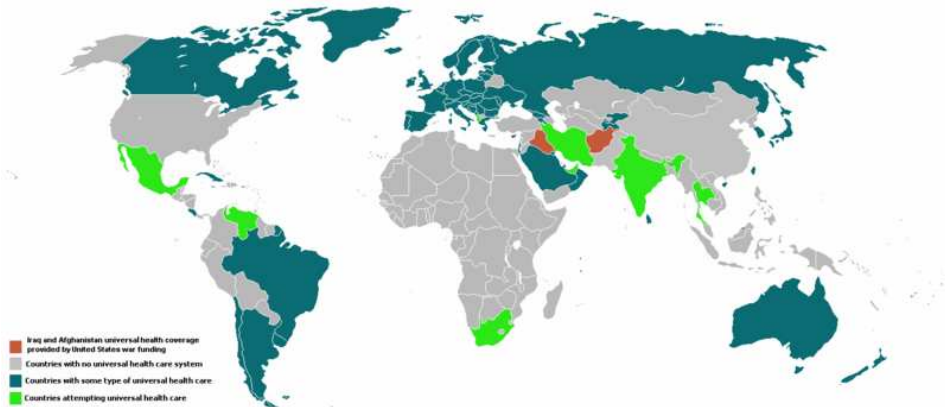 Iraq and Afghanistan universal health coverage
provided by United States war funding
Countries with no universal health care system
Countries with some type of universal health care
Countries attempting universal health care